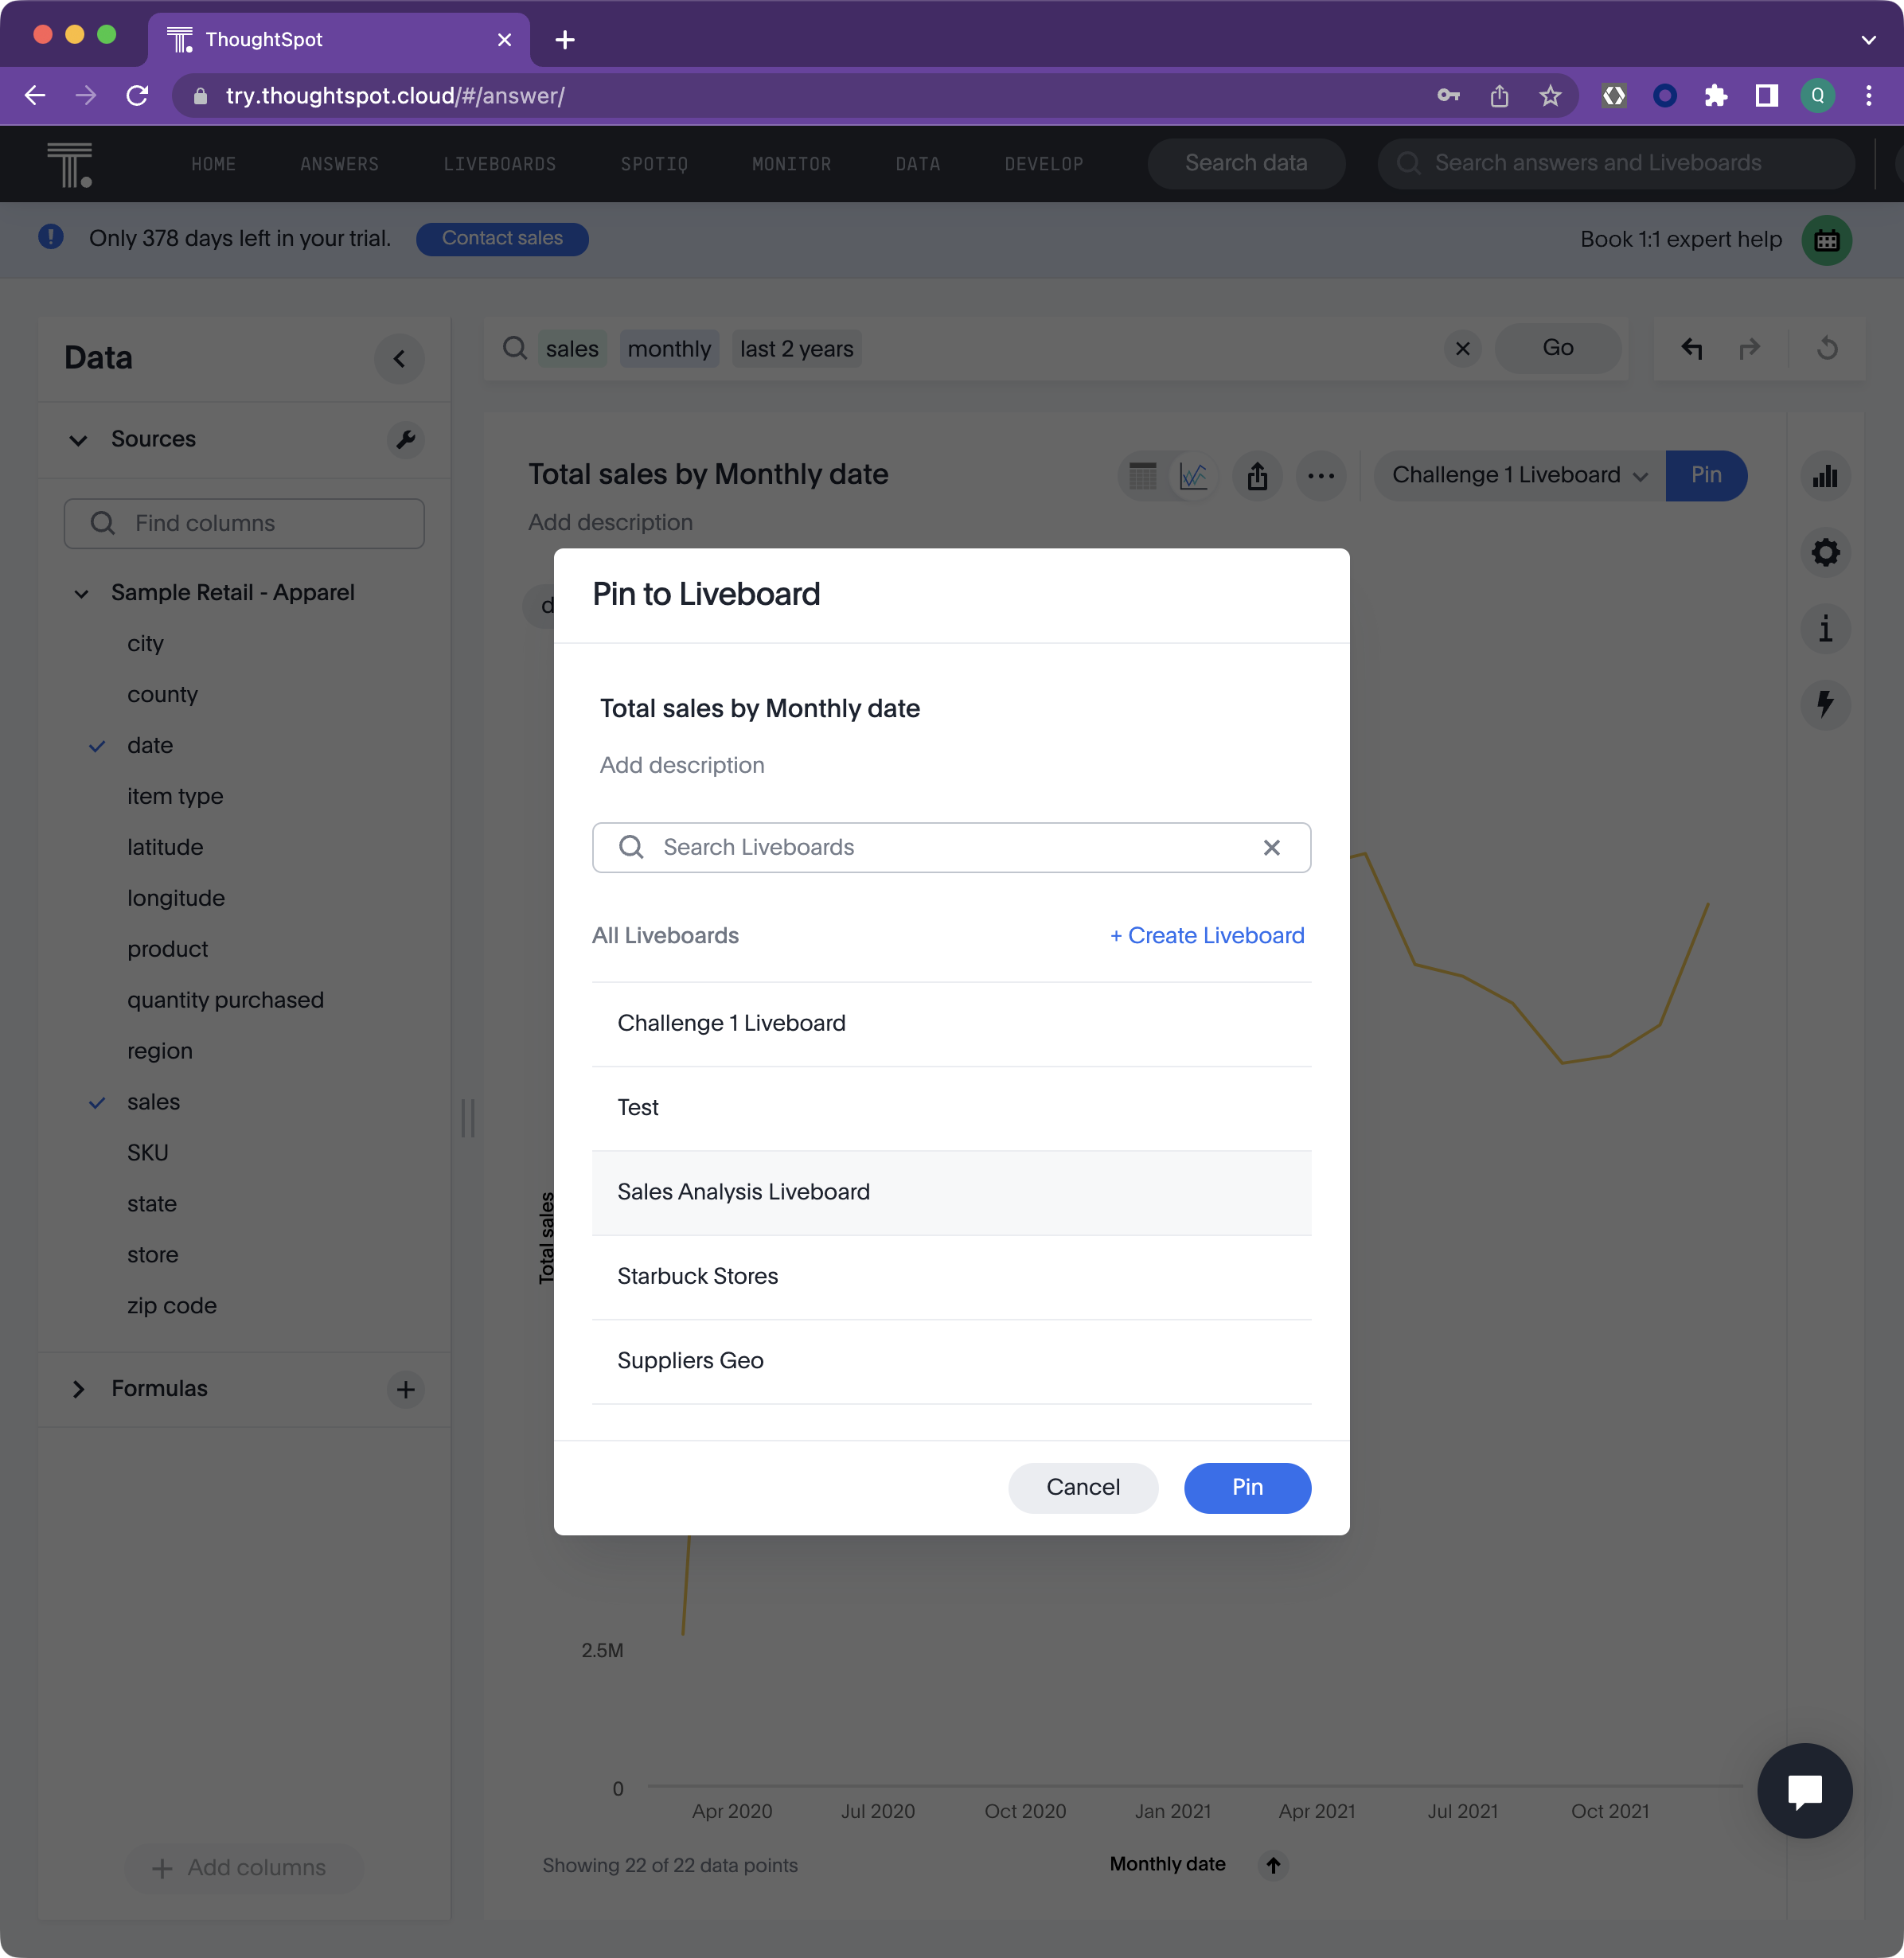 ThoughtSpot
try.thoughtspot.cloud/#/answer/
Q
HOME
ANSWERS
LIVEBOARDS
SPOTIQ
MONITOR
DATA
DEVELOP
Search data
Search answers and Liveboards
Only 378 days left in your trial.
Contact sales
Book 1:1 expert help
Data
sales
monthly
last 2 years
Go
Sources
Find columns
Sample Retail - Apparel
city
county
date
item type
latitude
longitude
product
quantity purchased
region
sales
SKU
state
store
zip code
Formulas
Add columns
Total sales by Monthly date
Add description
Challenge 1 Liveboard
Pin
d
Pin to Liveboard
Total sales by Monthly date
Add description
Search Liveboards
All Liveboards
+ Create Liveboard
Challenge 1 Liveboard
Test
Sales Analysis Liveboard
Starbuck Stores
Suppliers Geo
Cancel
Pin
Total sales
2.5M
0
Apr 2020
Jul 2020
Oct 2020
Jan 2021
Apr 2021
Jul 2021
Oct 2021
Showing 22 of 22 data points
Monthly date